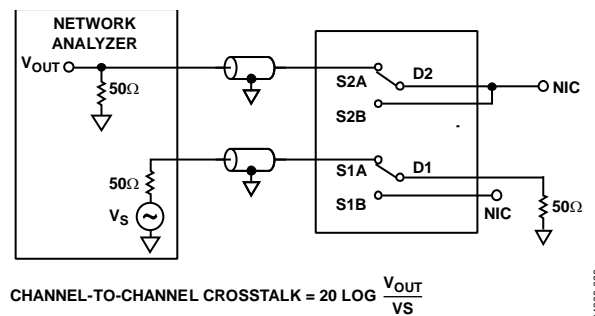 NETWORK
ANALYZER
VOUT
50Ω
S2A
D2
NIC
S2B
50Ω
VS
S1A
D1
S1B
NIC
50Ω
CHANNEL-TO-CHANNEL CROSSTALK = 20 LOG VOUT
VS